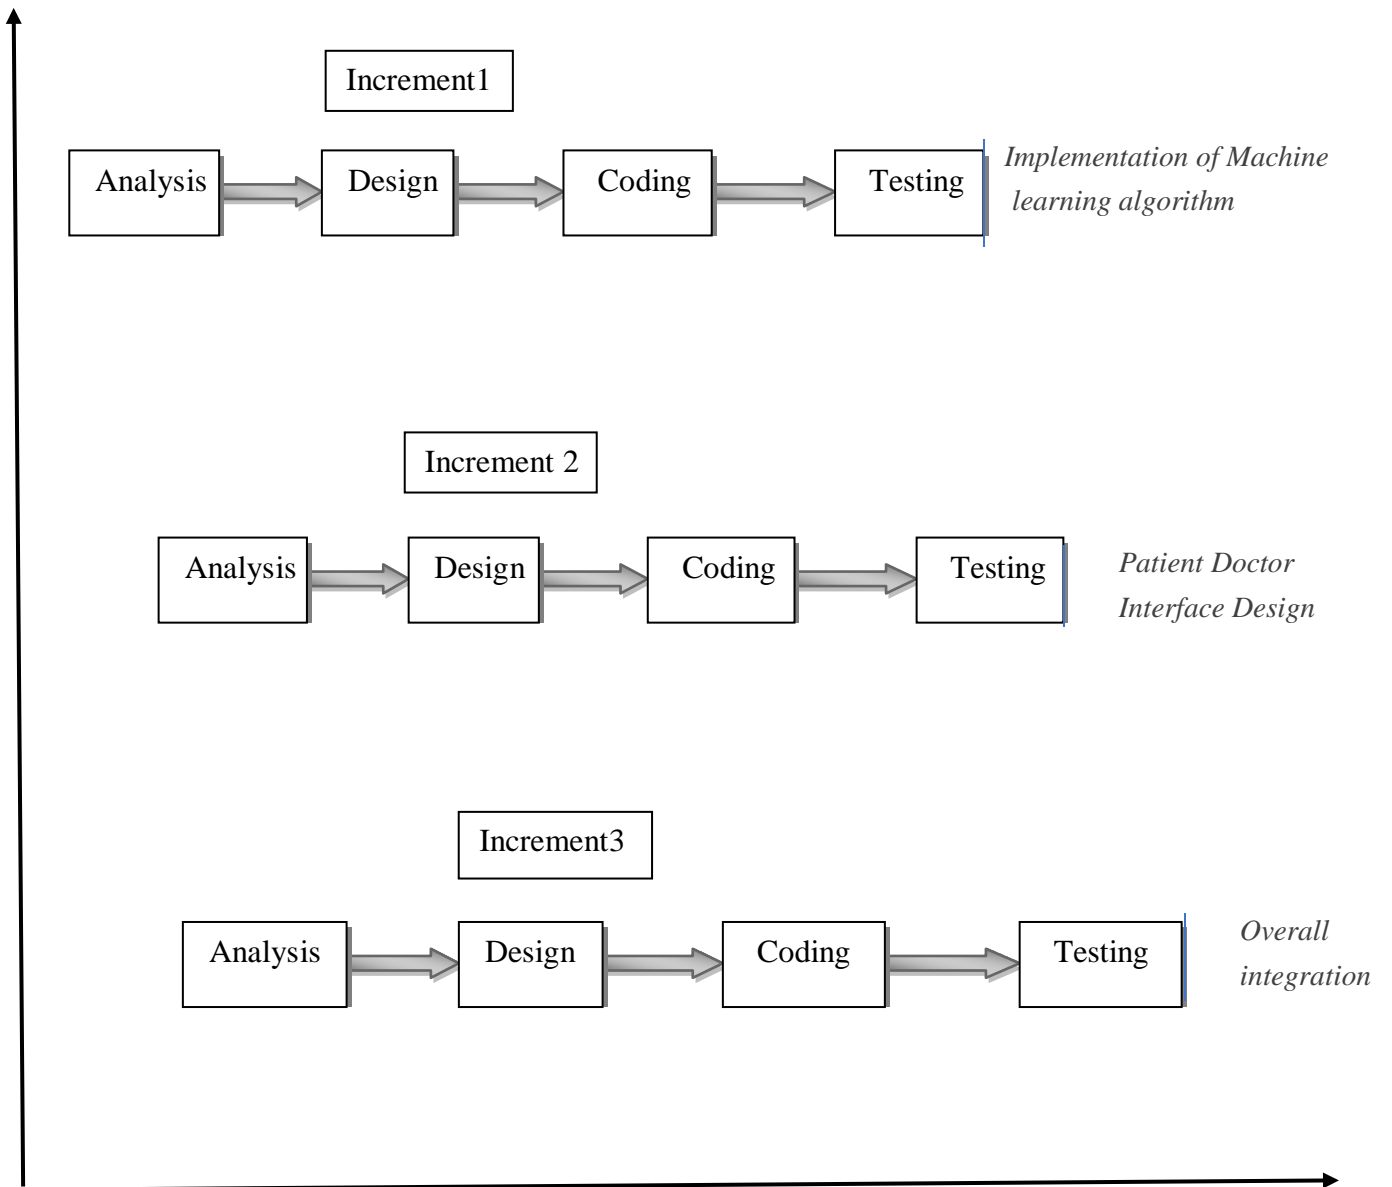 Increment1
Analysis
Design
Coding
Testing
Implementation of Machine
learning algorithm
Increment 2
Analysis
Design
Coding
Testing
Patient Doctor
Interface Design
Increment3
Analysis
Design
Coding
Testing
Overall
integration